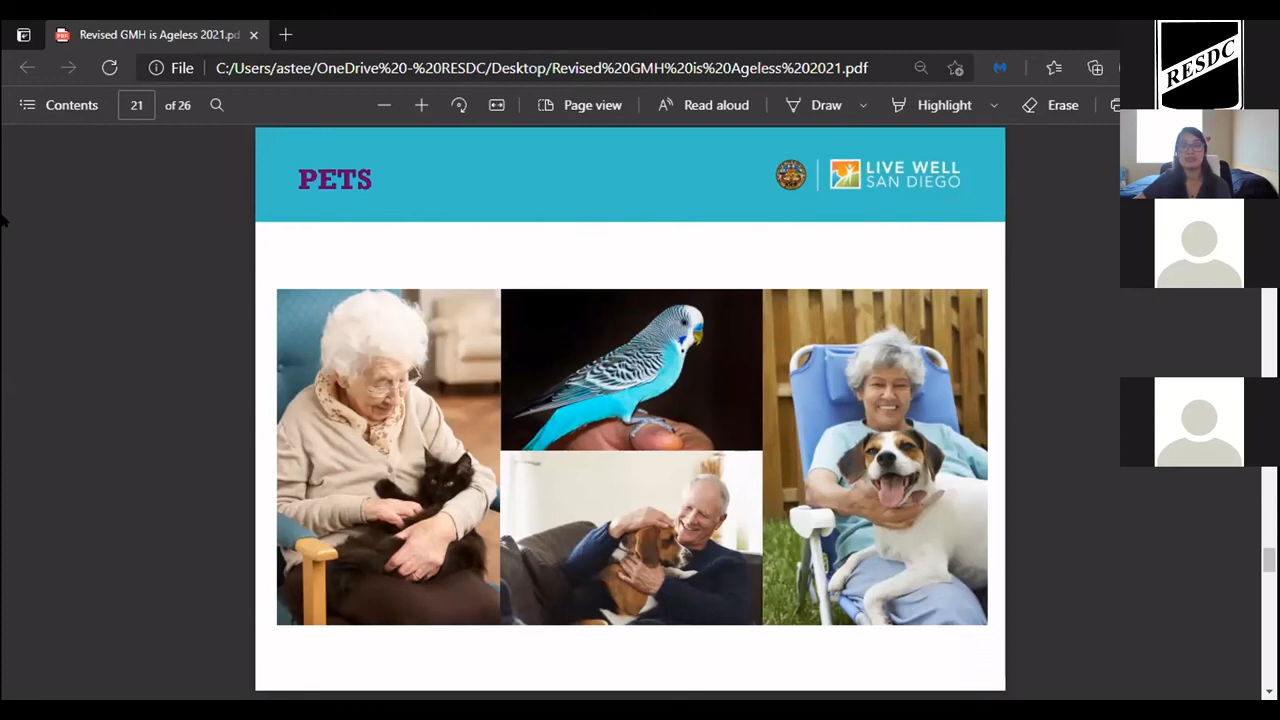 Revised GMH is Ageless 2021.pd
File
C:/Users/astee/OneDrive%20-%20RESDC/Desktop/Revised%20GMH%20is%20Ageless%202021.pdf
Contents
21
of 26
Page view
Read aloud
Draw
Highlight
Erase
RESDC
PETS
LIVE WELL
SAN DIEGO